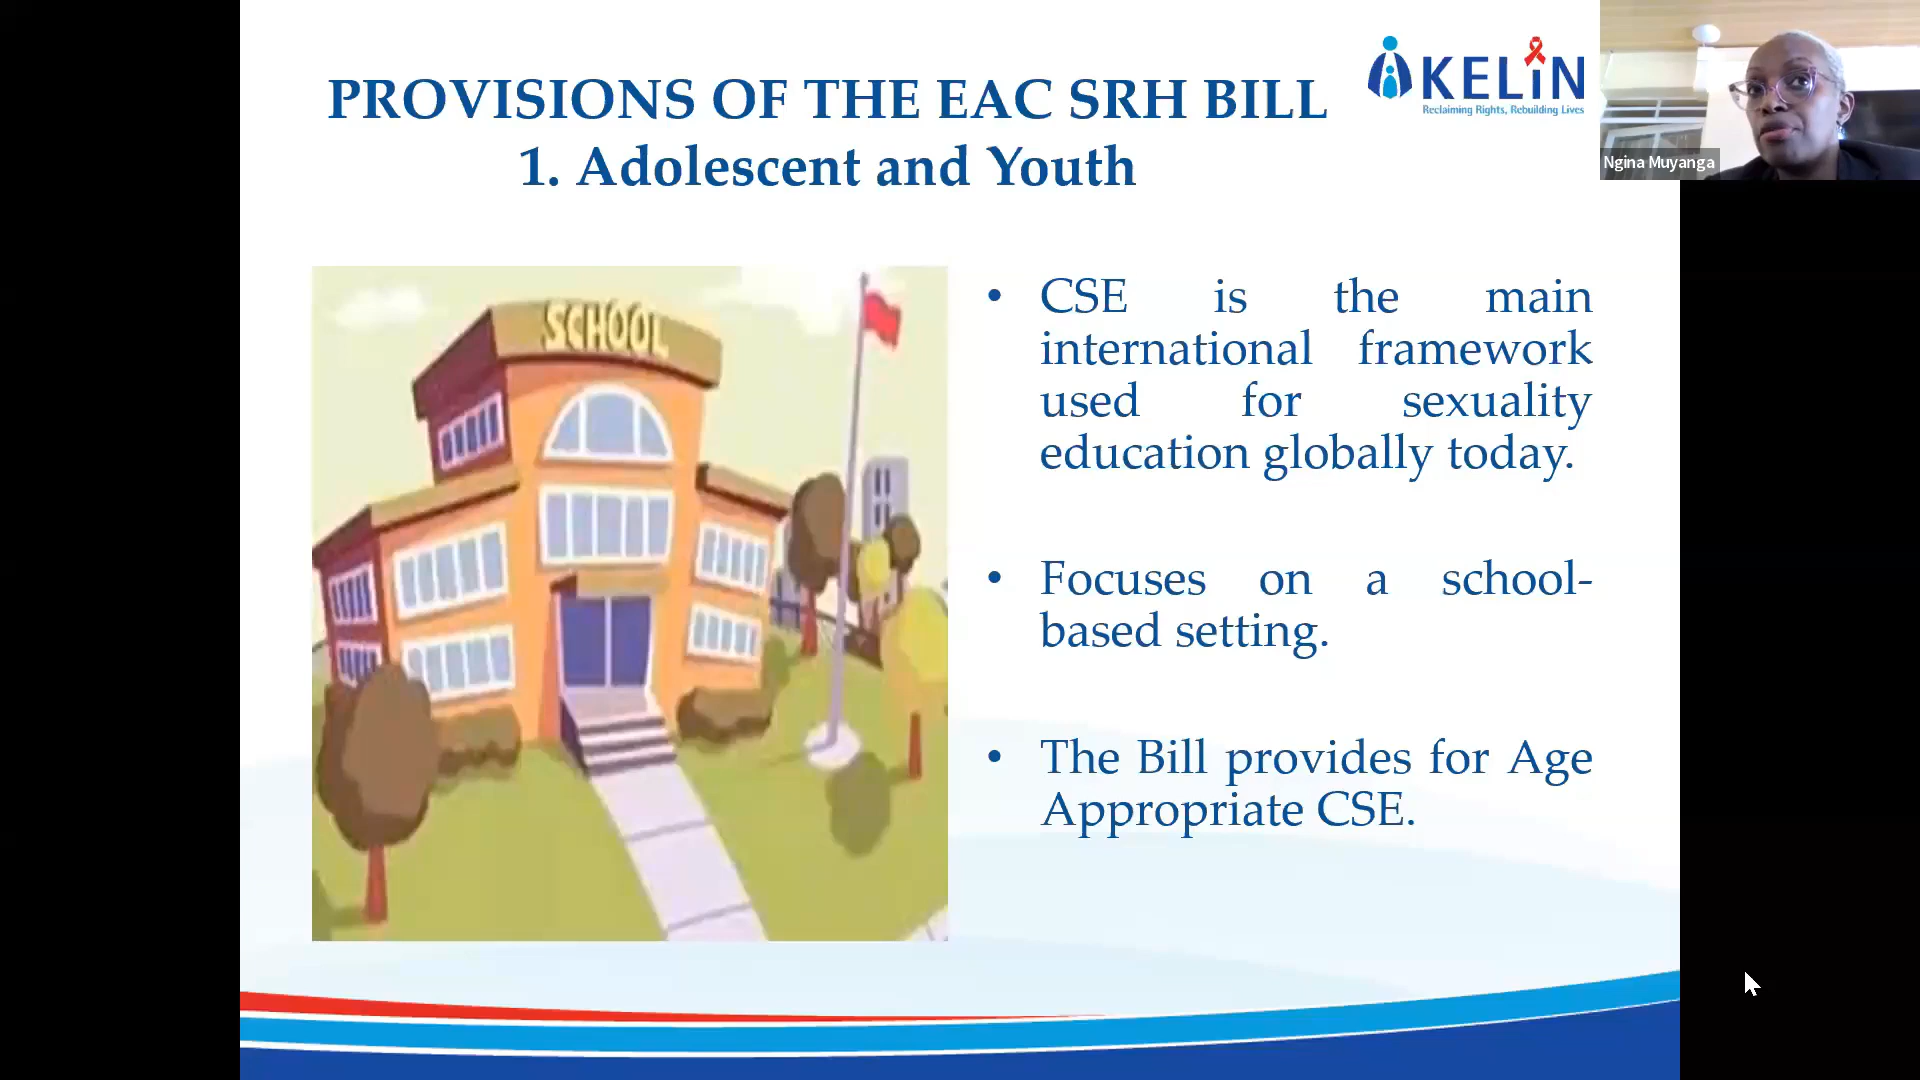 PROVISIONS OF THE EAC SRH BILL
1. Adolescent and Youth
KELIN
Reclaiming Rights, Rebuilding Lives
Ngina Muyanga
SCHOOL
• CSE is the main
international framework
used for sexuality
education globally today.
• Focuses on a school-
based setting.
• The Bill provides for Age
Appropriate CSE.